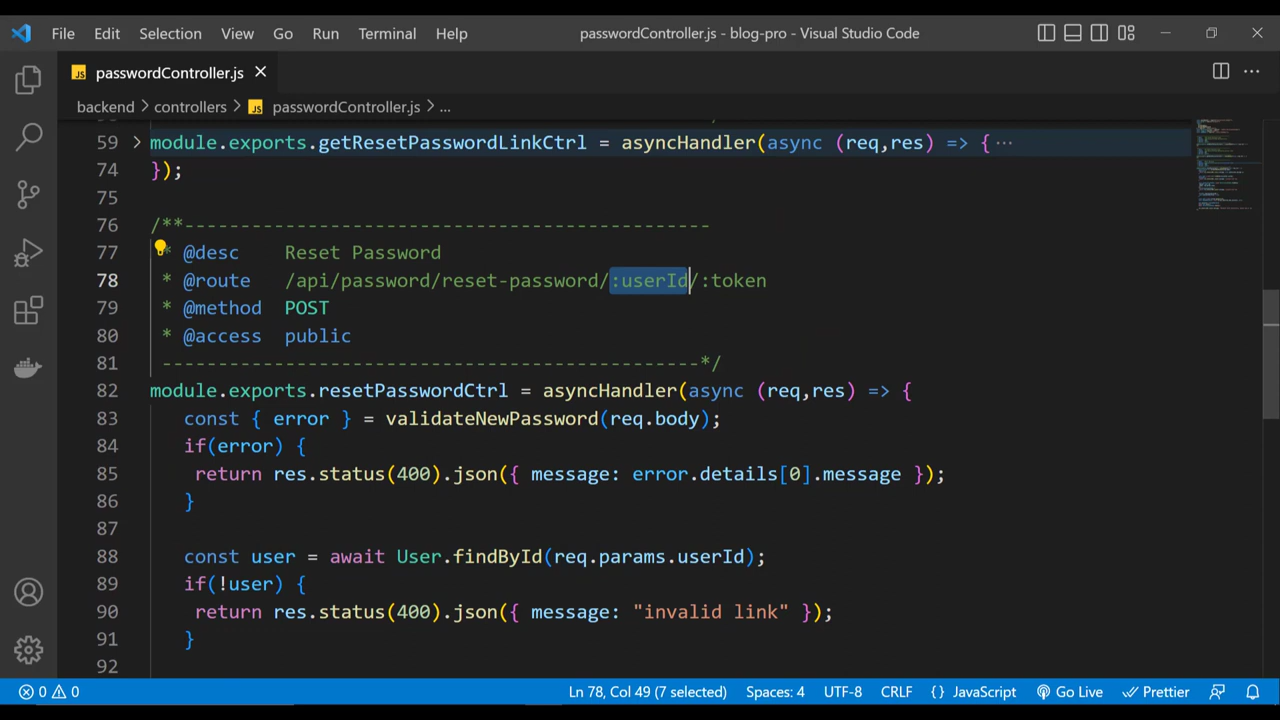 File Edit Selection View Go Run Terminal Help passwordController.js - blog-pro - Visual Studio Code
JS passwordController.js
backend > controllers > JS passwordController.js > ...
59 module.exports.getResetPasswordLinkCtrl = asyncHandler(async (req,res) => { ...
74 });
75
76 /**-----------------------------------------------
77 * @desc Reset Password
78 * @route /api/password/reset-password/:userId/:token
79 * @method POST
80 * @access public
81 ------------------------------------------------*/
82 module.exports.resetPasswordCtrl = asyncHandler(async (req,res) => {
83 const { error } = validateNewPassword(req.body);
84 if(error) {
85 return res.status(400).json({ message: error.details[0].message });
86 }
87
88 const user = await User.findById(req.params.userId);
89 if(!user) {
90 return res.status(400).json({ message: "invalid link" });
91 }
92
0 0 Ln 78, Col 49 (7 selected) Spaces: 4 UTF-8 CRLF {} JavaScript Go Live Prettier